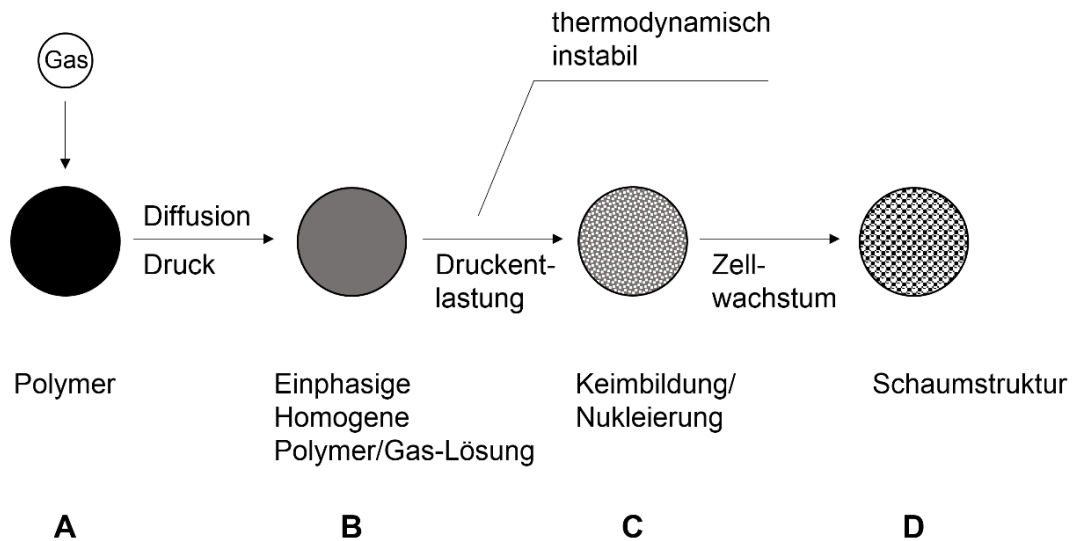 thermodynamisch
instabil
Gas
Diffusion
Druck
Druckent-
lastung
Zell-
wachstum
Polymer
Einphasige
Homogene
Polymer/Gas-Lösung
Keimbildung/
Nukleierung
Schaumstruktur
A
B
C
D